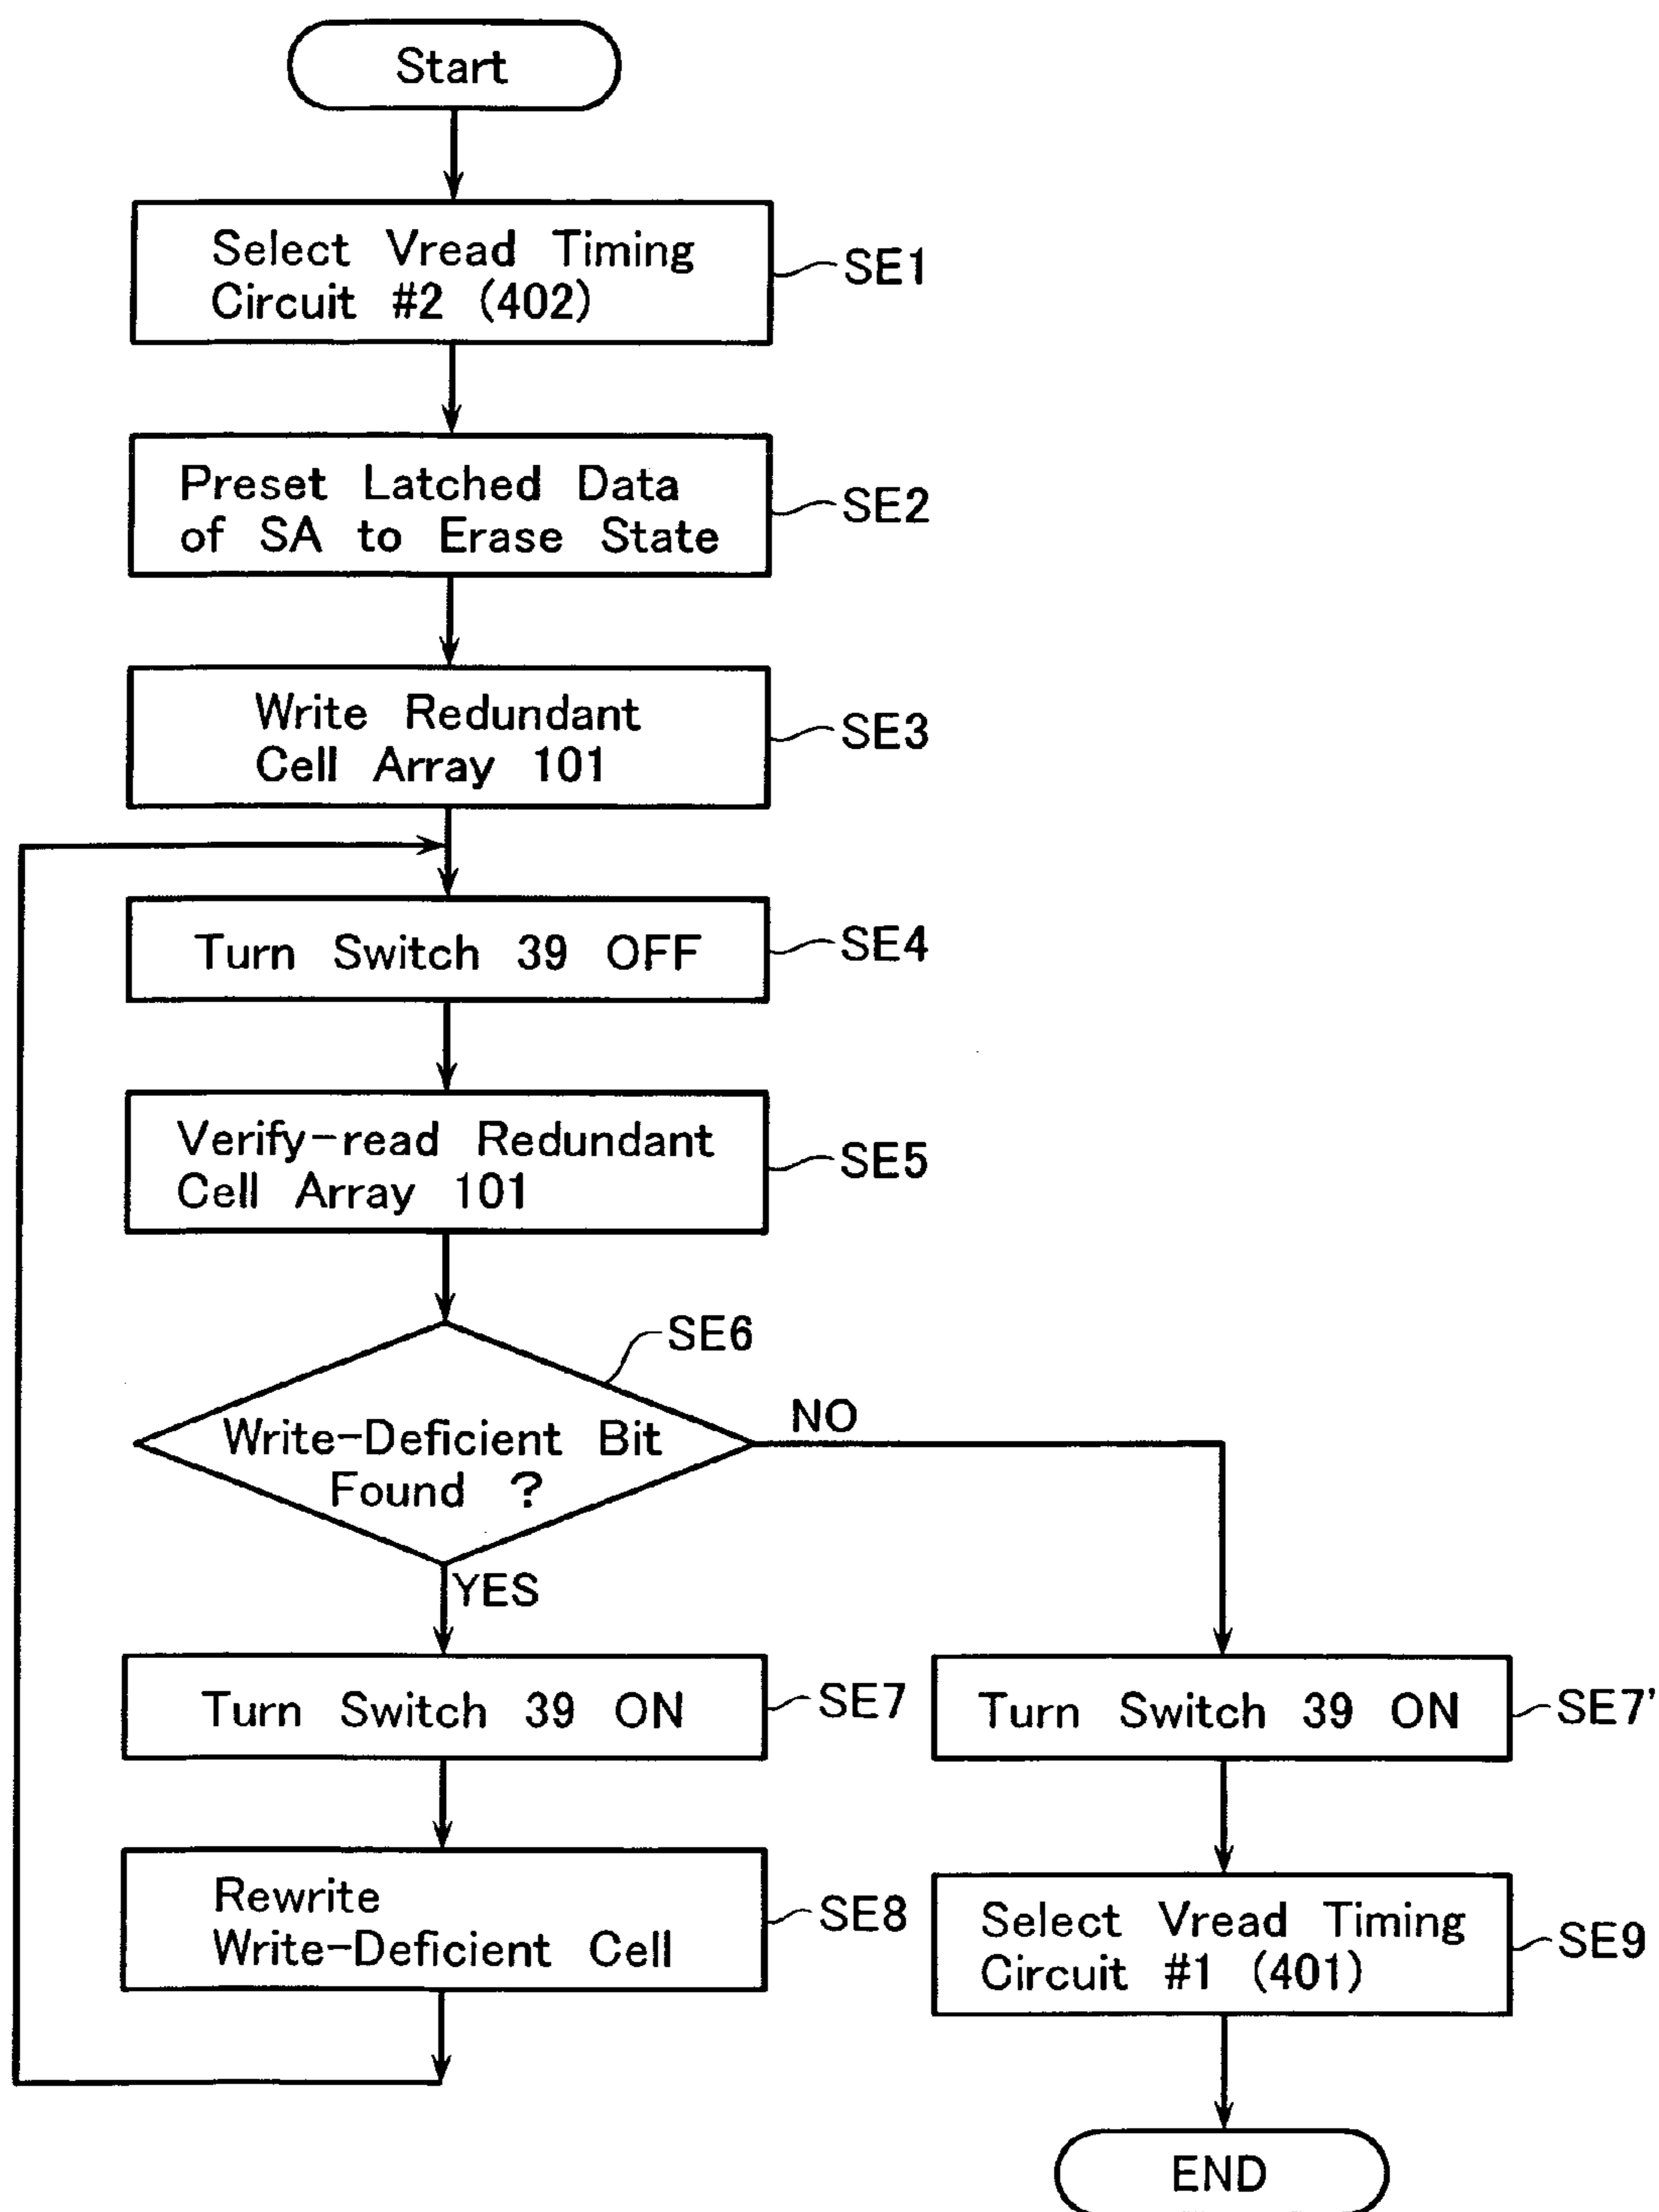 Start
Select Vread Timing
Circuit #2 (402)
SE1
Preset Latched Data
of SA to Erase State
SE2
Write Redundant
Cell Array 101
SE3
Turn Switch 39 OFF
SE4
Verify-read Redundant
Cell Array 101
SE5
SE6
Write-Deficient Bit
Found ?
NO
YES
Turn Switch 39 ON
SE7
Turn Switch 39 ON
SE7'
Rewrite
Write-Deficient Cell
SE8
Select Vread Timing
Circuit #1 (401)
SE9
END